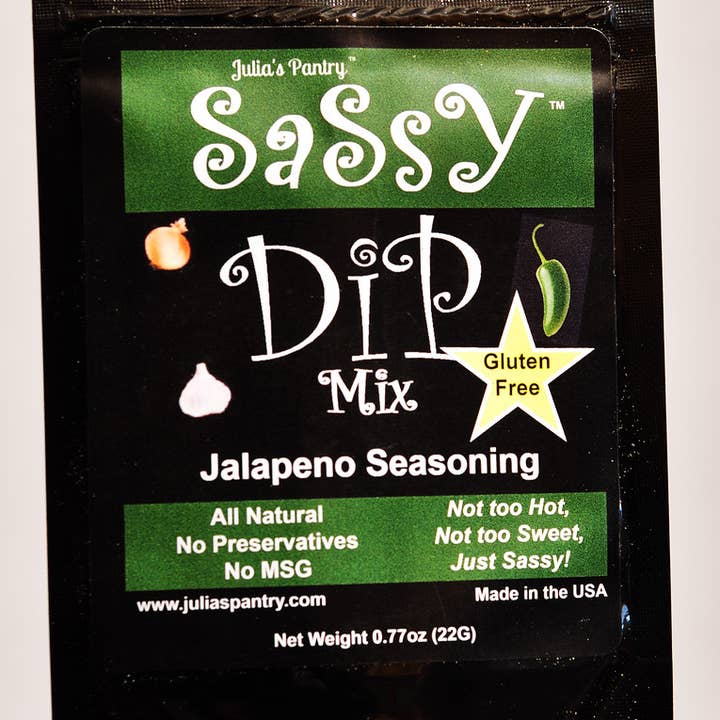 Julia's Pantry™
SaSsY™
DiP
Mix
Gluten
Free
Jalapeno Seasoning
All Natural
No Preservatives
No MSG
Not too Hot,
Not too Sweet,
Just Sassy!
www.juliaspantry.com
Made in the USA
Net Weight 0.77oz (22G)